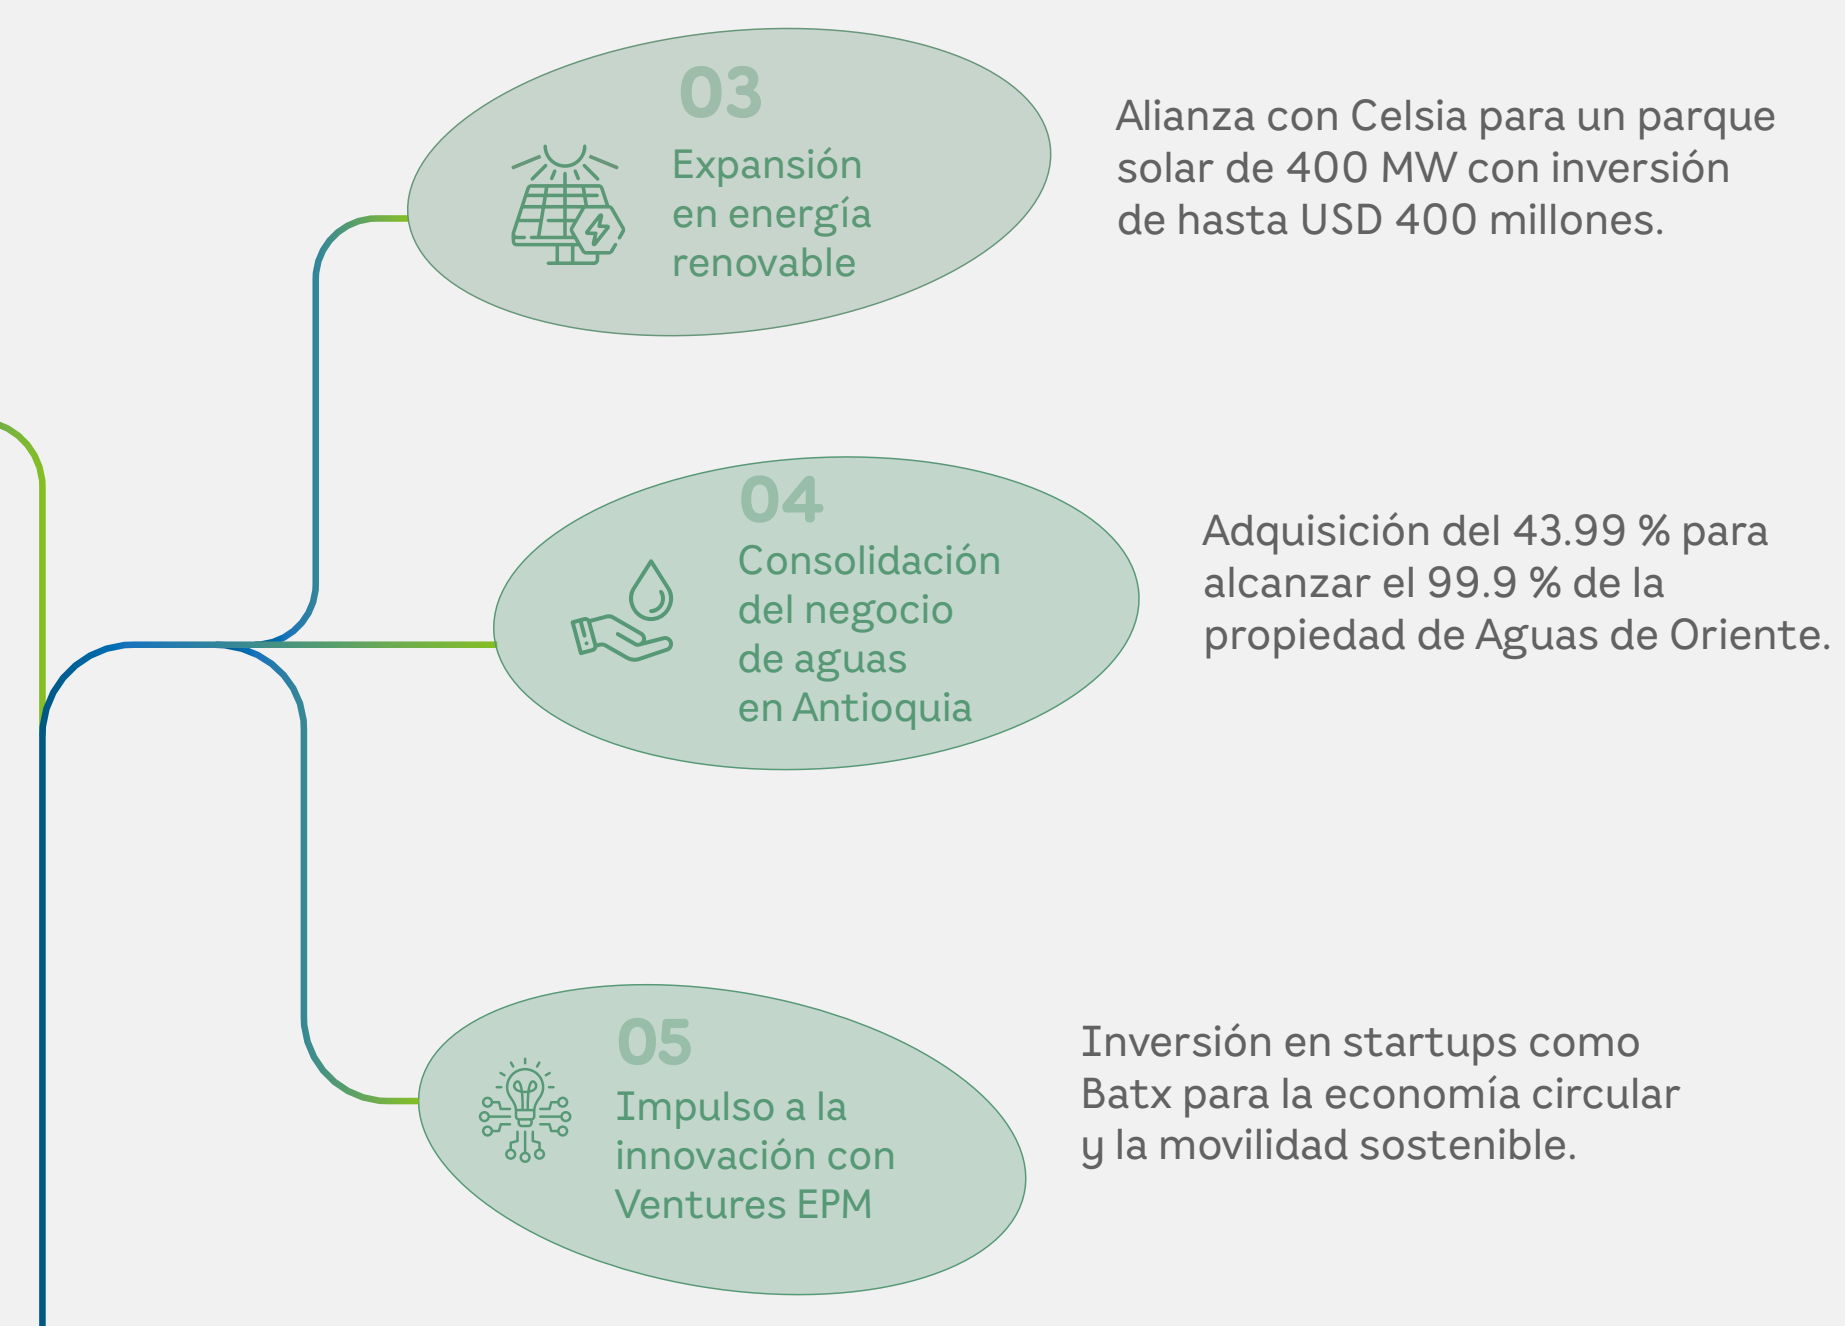 03
Expansión
en energía
renovable
Alianza con Celsia para un parque
solar de 400 MW con inversión
de hasta USD 400 millones.
04
Consolidación
del negocio
de aguas
en Antioquia
Adquisición del 43.99 % para
alcanzar el 99.9 % de la
propiedad de Aguas de Oriente.
05
Impulso a la
innovación con
Ventures EPM
Inversión en startups como
Batx para la economía circular
y la movilidad sostenible.